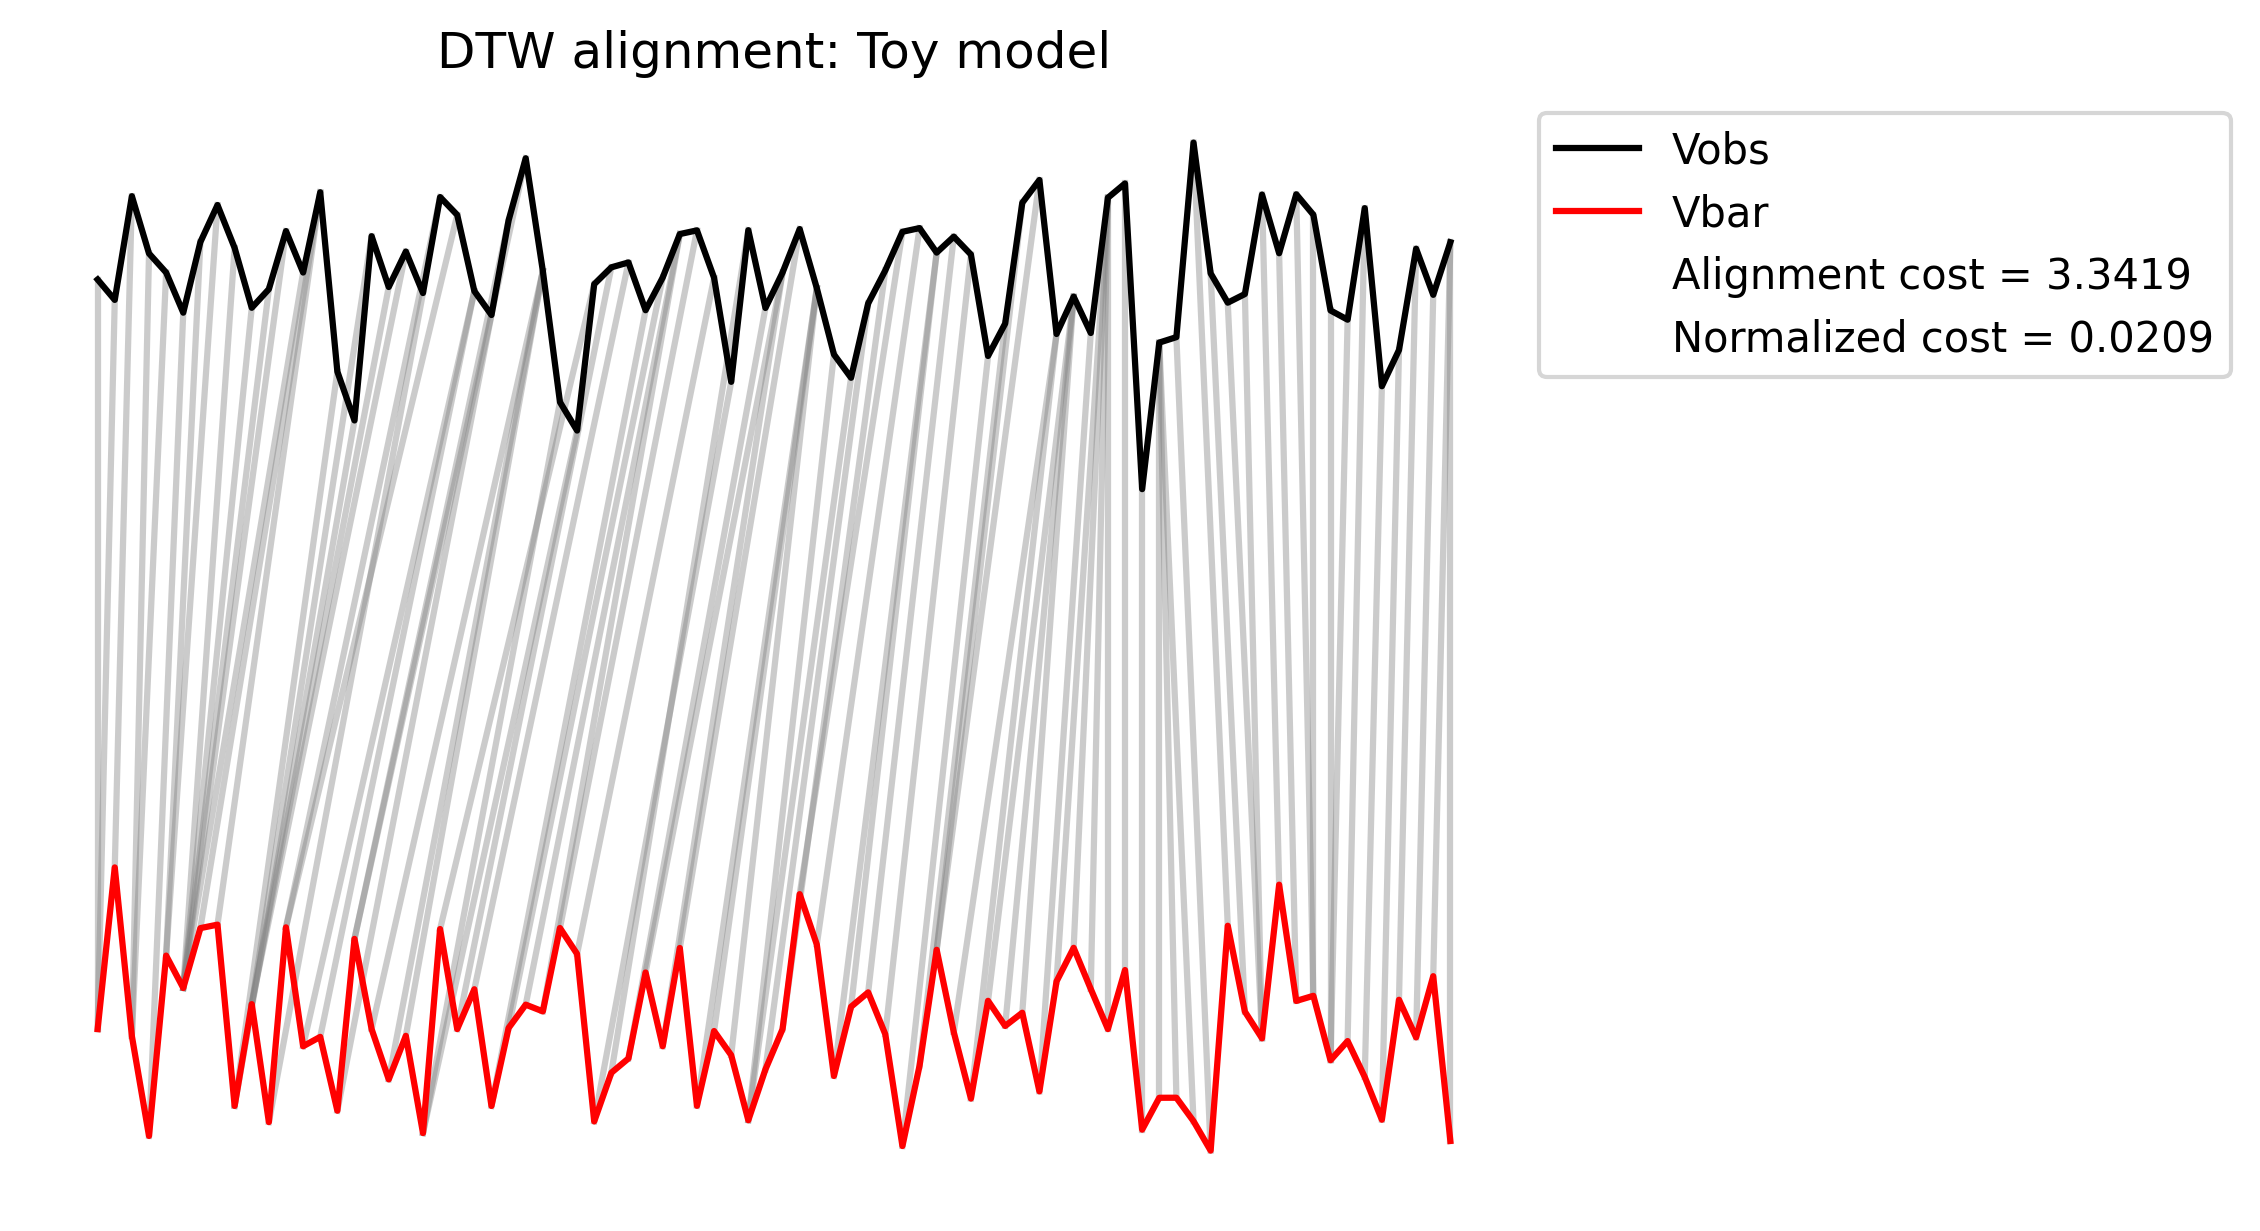 DTW alignment: Toy model
Vobs
Vbar
Alignment cost = 3.3419
Normalized cost = 0.0209